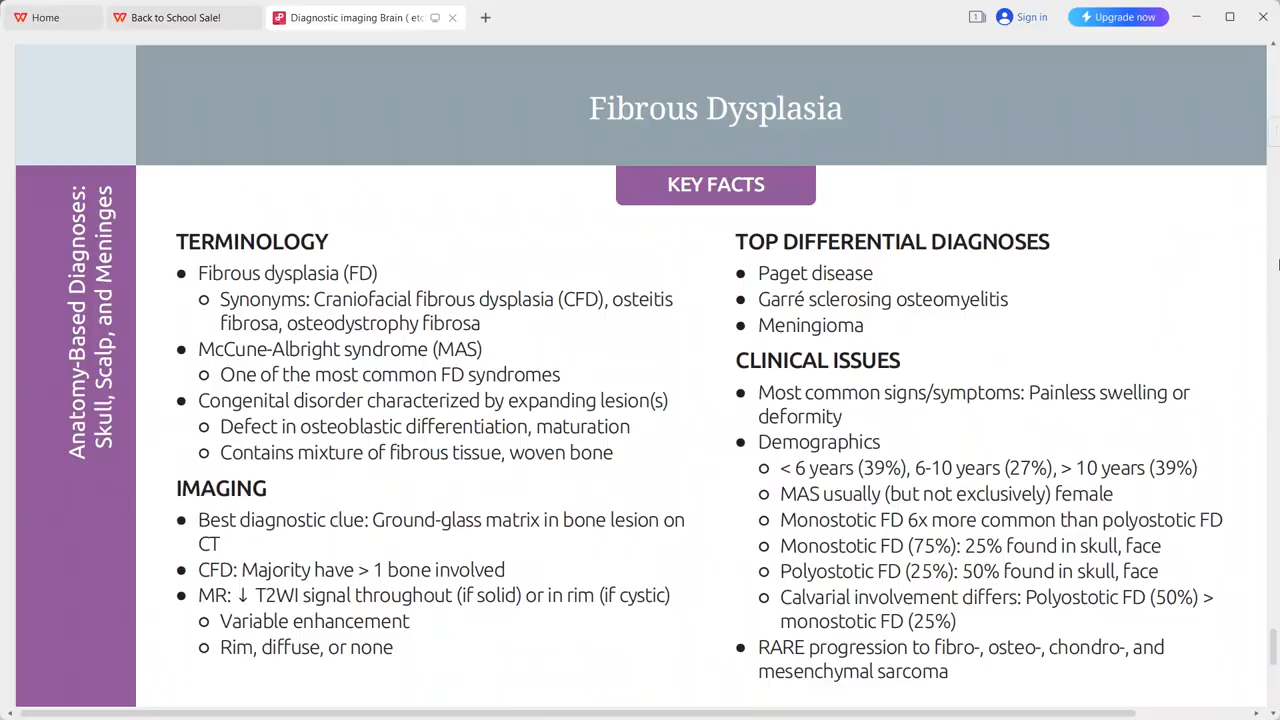 Home
Back to School Sale!
Diagnostic imaging Brain ( etc
1
Sign in
Upgrade now
Fibrous Dysplasia
Anatomy-Based Diagnoses:
Skull, Scalp, and Meninges
KEY FACTS
TERMINOLOGY
● Fibrous dysplasia (FD)
○ Synonyms: Craniofacial fibrous dysplasia (CFD), osteitis
fibrosa, osteodystrophy fibrosa
● McCune-Albright syndrome (MAS)
○ One of the most common FD syndromes
● Congenital disorder characterized by expanding lesion(s)
○ Defect in osteoblastic differentiation, maturation
○ Contains mixture of fibrous tissue, woven bone
IMAGING
● Best diagnostic clue: Ground-glass matrix in bone lesion on
CT
● CFD: Majority have > 1 bone involved
● MR: ↓ T2WI signal throughout (if solid) or in rim (if cystic)
○ Variable enhancement
○ Rim, diffuse, or none
TOP DIFFERENTIAL DIAGNOSES
● Paget disease
● Garré sclerosing osteomyelitis
● Meningioma
CLINICAL ISSUES
● Most common signs/symptoms: Painless swelling or
deformity
● Demographics
○ < 6 years (39%), 6-10 years (27%), > 10 years (39%)
○ MAS usually (but not exclusively) female
○ Monostotic FD 6x more common than polyostotic FD
○ Monostotic FD (75%): 25% found in skull, face
○ Polyostotic FD (25%): 50% found in skull, face
○ Calvarial involvement differs: Polyostotic FD (50%) >
monostotic FD (25%)
● RARE progression to fibro-, osteo-, chondro-, and
mesenchymal sarcoma